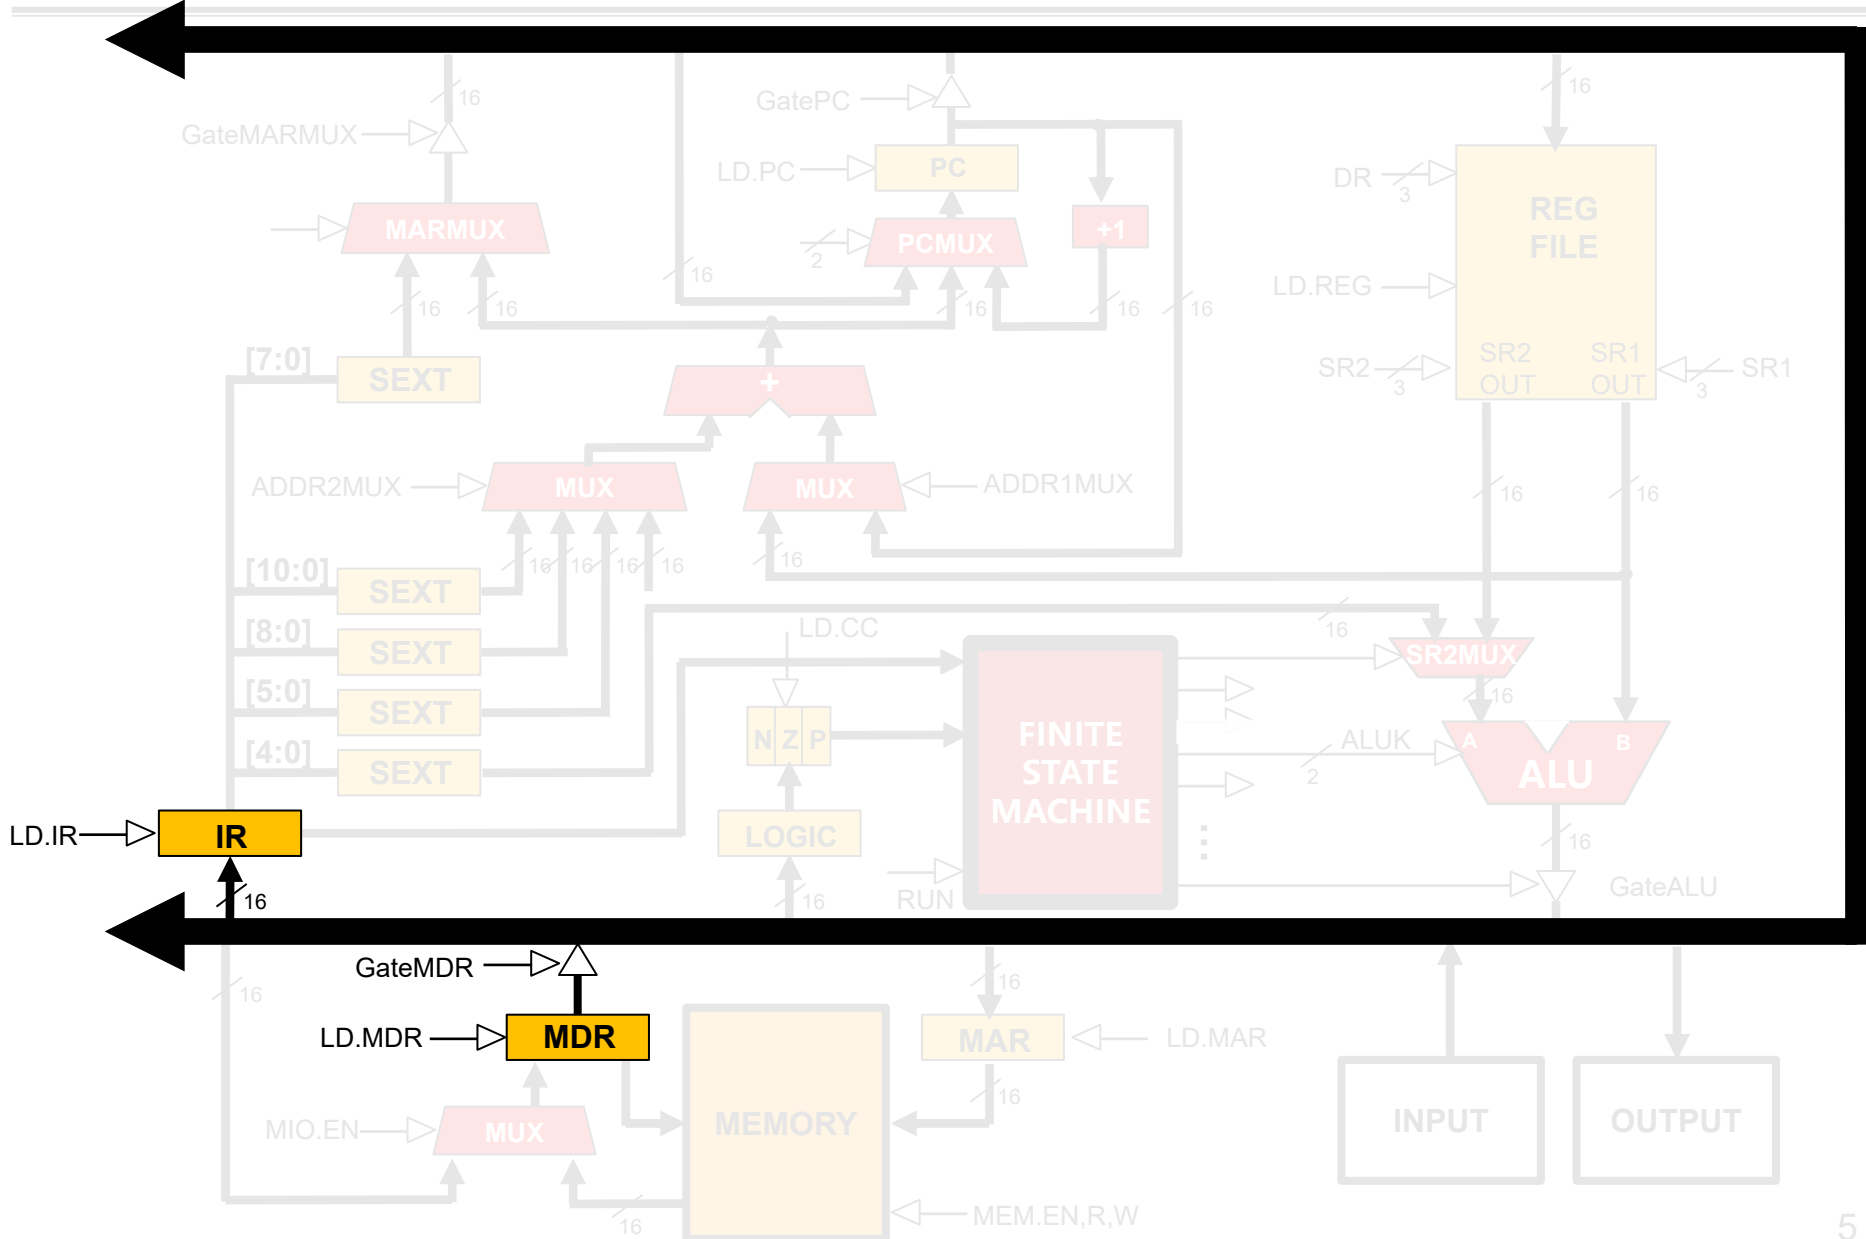 16
16
GatePC
16
GateMARMUX
LD.PC
PC
DR
3
REG
FILE
MARMUX
2
PCMUX
+1
16
LD.REG
16
16
16
16
16
[7:0]
SEXT
+
SR2
3
SR2
OUT
SR1
OUT
3
SR1
ADDR2MUX
MUX
MUX
ADDR1MUX
16
16
[10:0]
16
16
16
16
16
SEXT
[8:0]
SEXT
LD.CC
16
SR2MUX
[5:0]
SEXT
16
N Z P
FINITE
STATE
MACHINE
ALUK
2
A
B
ALU
[4:0]
SEXT
LD.IR
IR
LOGIC
⋮
16
16
16
RUN
GateALU
GateMDR
16
16
LD.MDR
MDR
MAR
LD.MAR
16
MIO.EN
MUX
MEMORY
INPUT
OUTPUT
16
MEM.EN,R,W
5